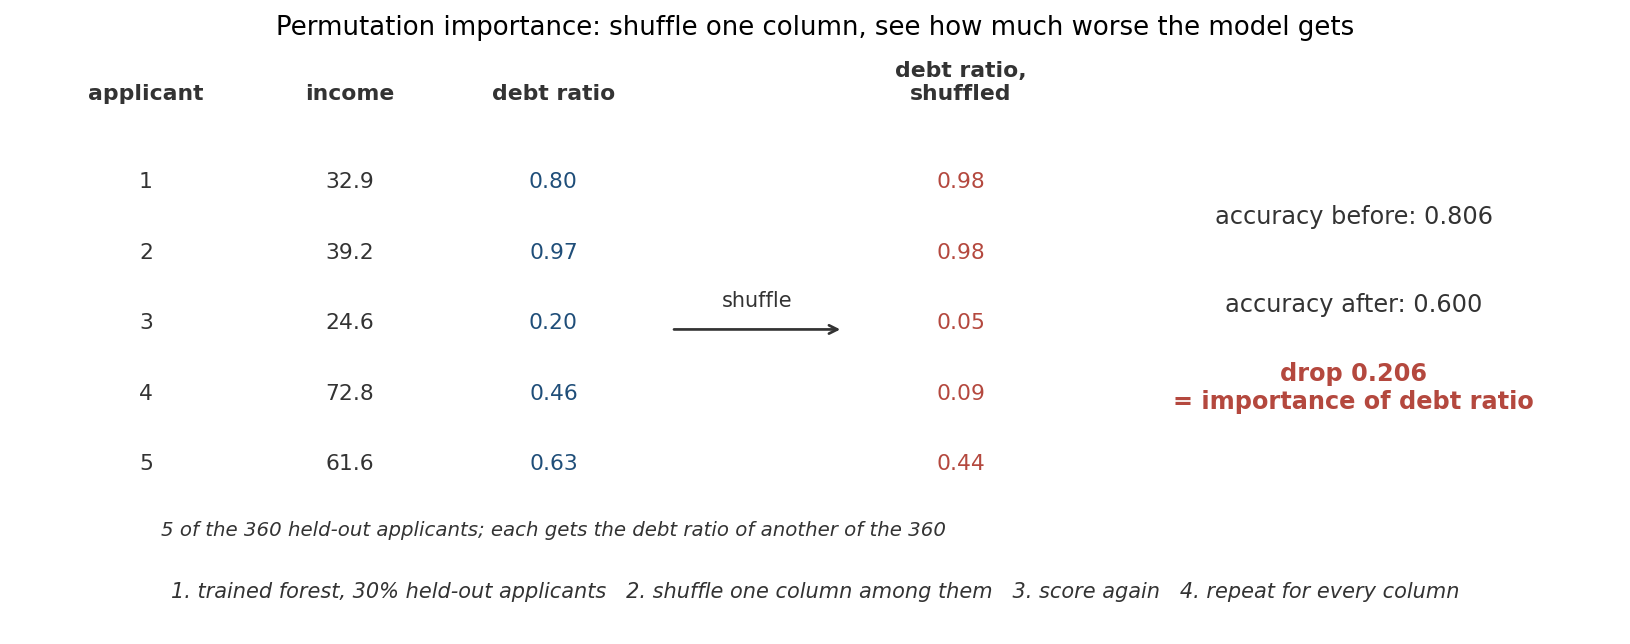 Permutation importance: shuffle one column, see how much worse the model gets
applicant income debt ratio debt ratio,
shuffled
1 32.9 0.80 0.98
accuracy before: 0.806
2 39.2 0.97 0.98
shuffle
accuracy after: 0.600
3 24.6 0.20 0.05
drop 0.206
= importance of debt ratio
4 72.8 0.46 0.09
5 61.6 0.63 0.44
5 of the 360 held-out applicants; each gets the debt ratio of another of the 360
1. trained forest, 30% held-out applicants 2. shuffle one column among them 3. score again 4. repeat for every column